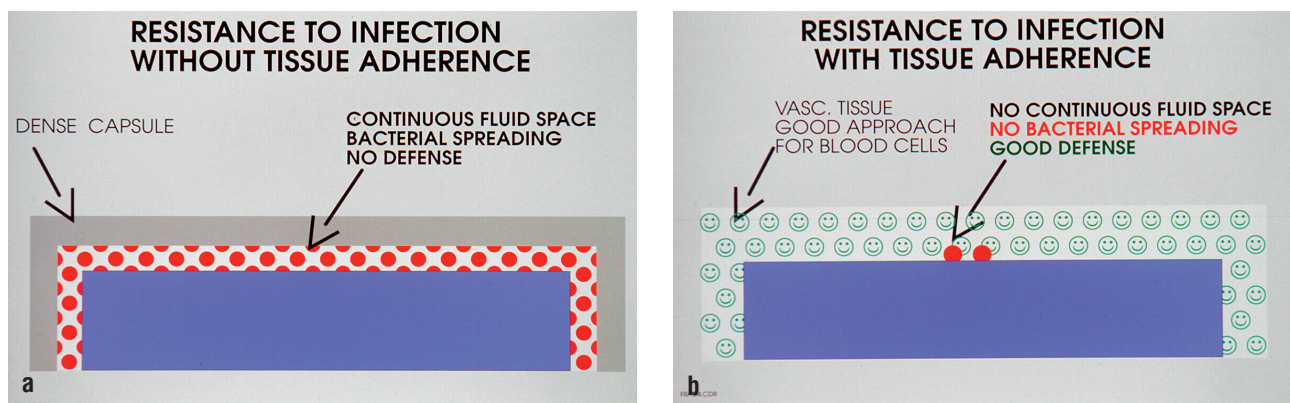 RESISTANCE TO INFECTION
WITHOUT TISSUE ADHERENCE
DENSE CAPSULE
CONTINUOUS FLUID SPACE
BACTERIAL SPREADING
NO DEFENSE
a
RESISTANCE TO INFECTION
WITH TISSUE ADHERENCE
VASC. TISSUE
GOOD APPROACH
FOR BLOOD CELLS
NO CONTINUOUS FLUID SPACE
NO BACTERIAL SPREADING
GOOD DEFENSE
b